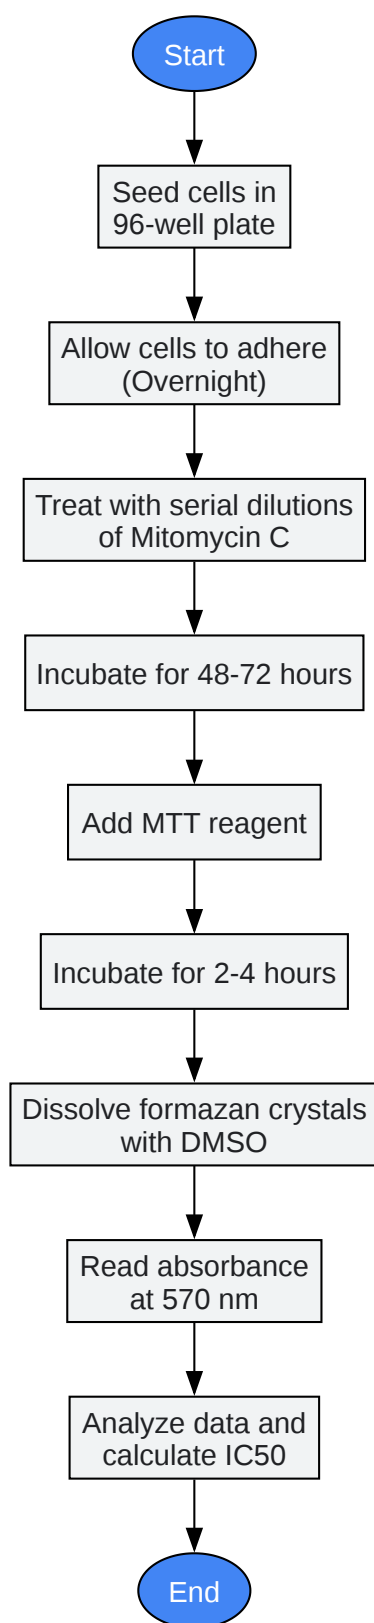 Start
Seed cells in
96-well plate
Allow cells to adhere
(Overnight)
Treat with serial dilutions
of Mitomycin C
Incubate for 48-72 hours
Add MTT reagent
Incubate for 2-4 hours
Dissolve formazan crystals
with DMSO
Read absorbance
at 570 nm
Analyze data and
calculate IC50
End